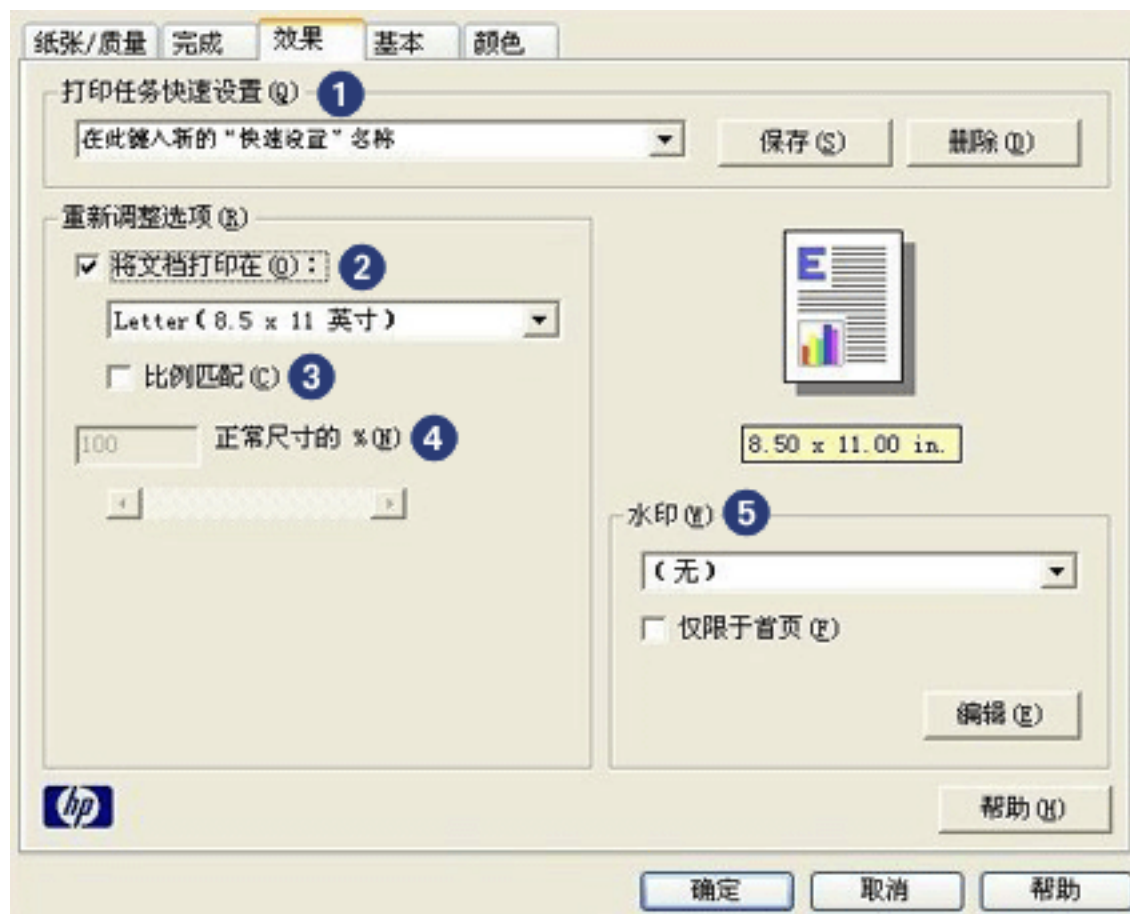 纸张/质量 完成 效果 基本 颜色
打印任务快速设置(Q) 1
在此键入新的“快速设置”名称 保存(S) 删除(D)
重新调整选项(R)
将文档打印在(O): 2
Letter(8.5 x 11 英寸)
比例匹配(C) 3
100 正常尺寸的 %(N) 4
E
8.50 x 11.00 in.
水印(W) 5
(无)
仅限于首页(F)
编辑(E)
hp 帮助(H)
确定 取消 帮助